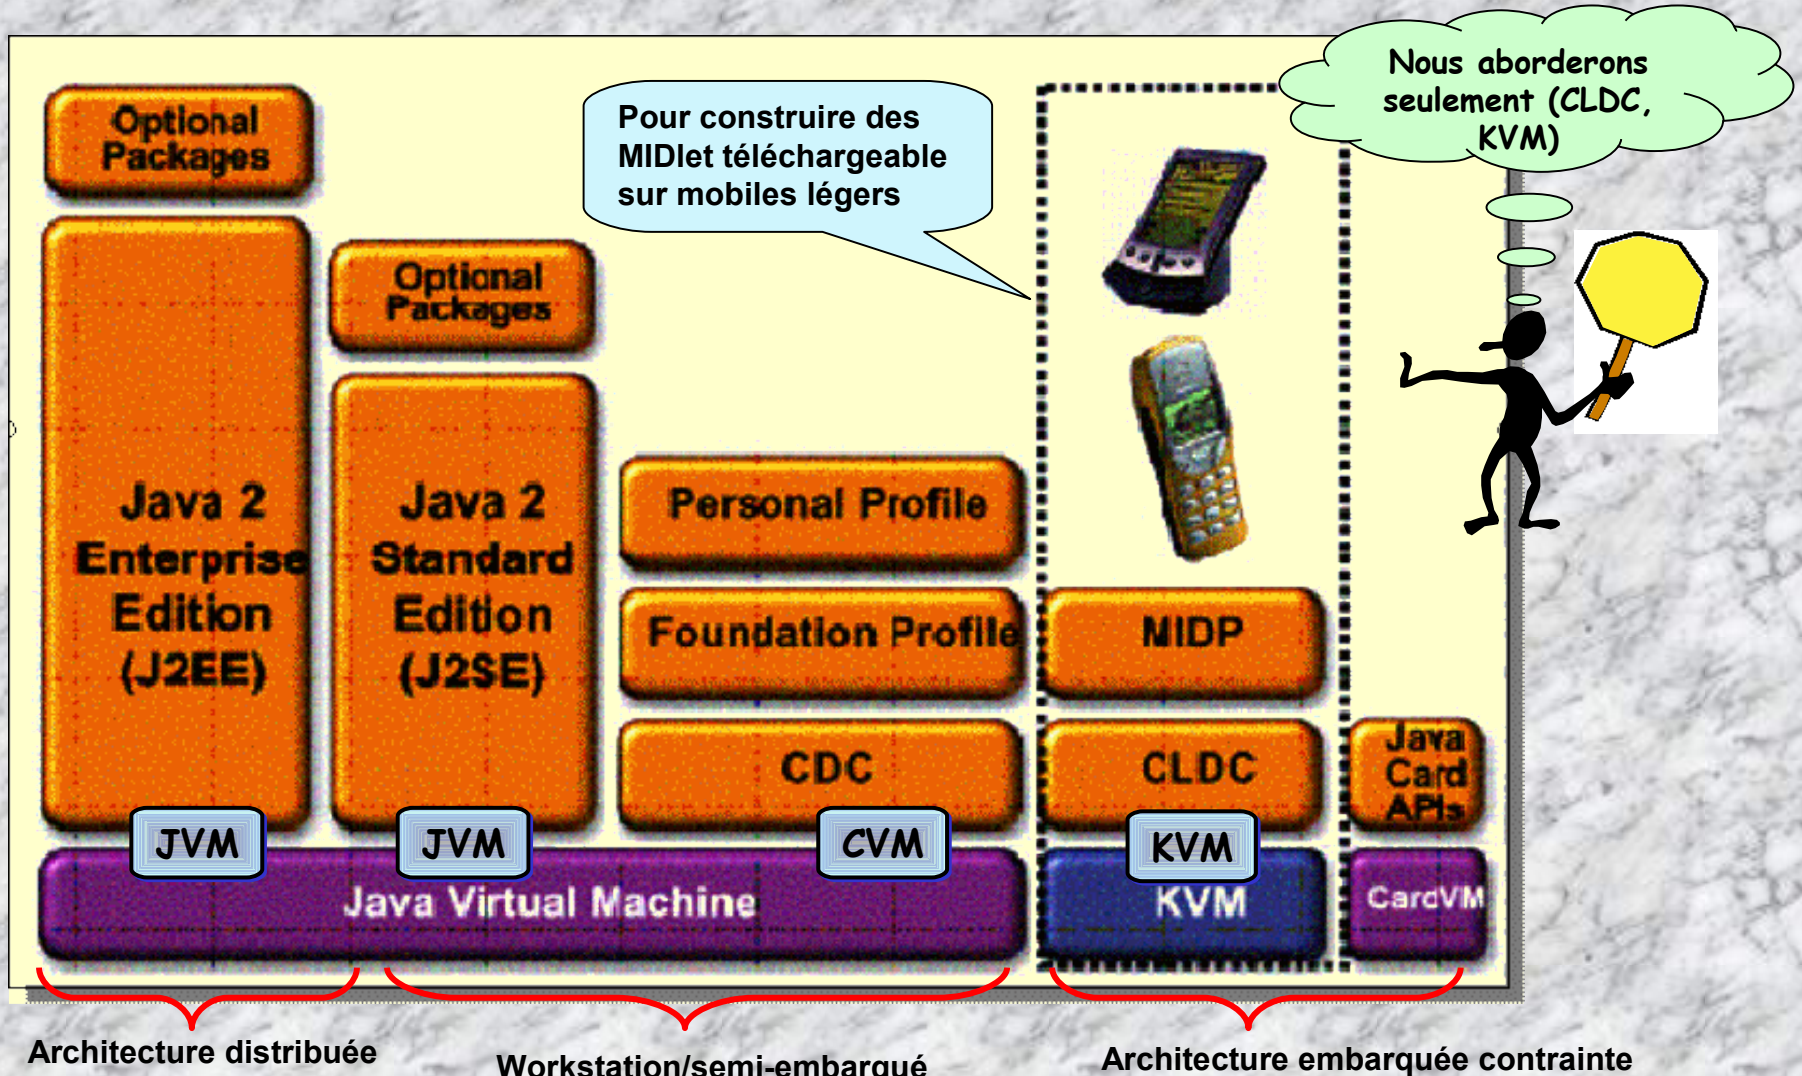 Nous aborderons
seulement (CLDC,
KVM)
Pour construire des
MIDlet téléchargeable
sur mobiles légers
Optional
Packages
Optional
Packages
Java 2
Enterprise
Edition
(J2EE)
Java 2
Standard
Edition
(J2SE)
Personal Profile
Foundation Profile
MIDP
CDC
CLDC
Java
Card
APIs
JVM
JVM
CVM
KVM
Java Virtual Machine
KVM
CardVM
Architecture distribuée
Workstation/semi-embarqué
Architecture embarquée contrainte